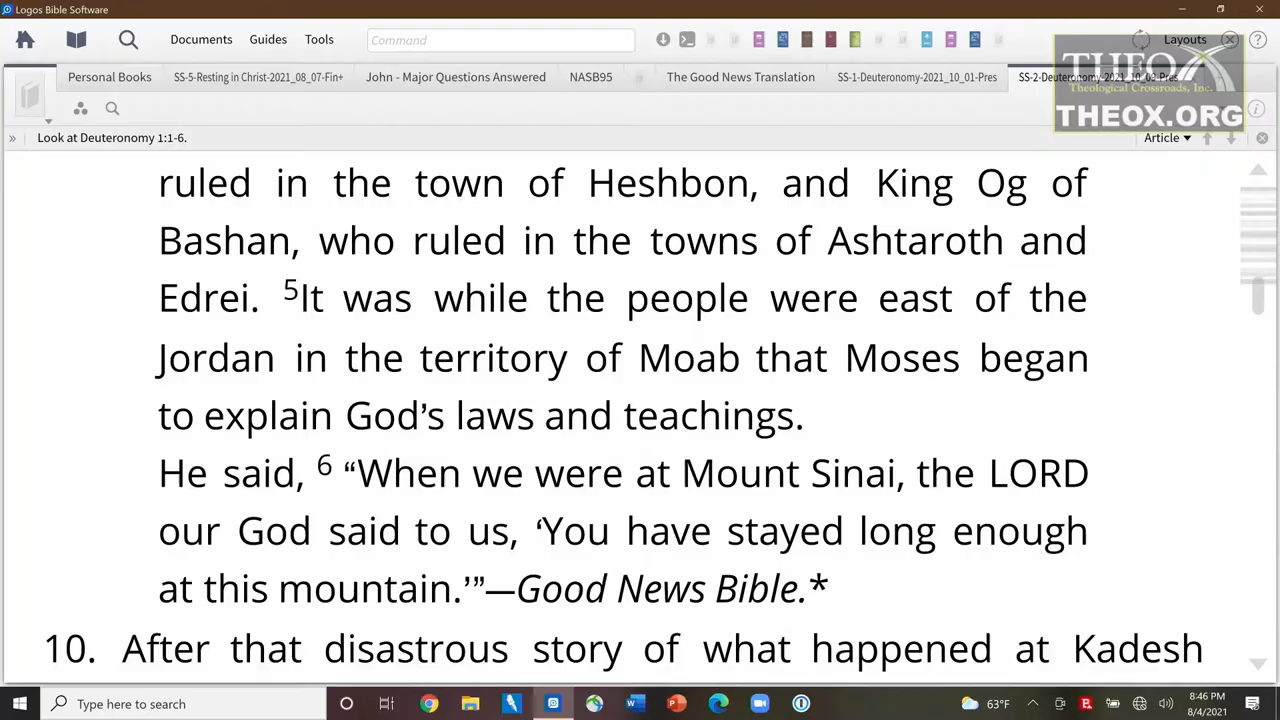 Logos Bible Software
Documents Guides Tools Command Layouts
Personal Books SS-5-Resting in Christ-2021_08_07-Fin+ John - Major Questions Answered NASB95 The Good News Translation SS-1-Deuteronomy-2021_10_01-Pres
THEOX
Theological Crossroads, Inc.
THEOX.ORG
Look at Deuteronomy 1:1-6. Article
ruled in the town of Heshbon, and King Og of
Bashan, who ruled in the towns of Ashtaroth and
Edrei. 5It was while the people were east of the
Jordan in the territory of Moab that Moses began
to explain God’s laws and teachings.
He said, 6 “When we were at Mount Sinai, the LORD
our God said to us, ‘You have stayed long enough
at this mountain.’”—Good News Bible.*
10. After that disastrous story of what happened at Kadesh
Type here to search 63°F 8:46 PM
8/4/2021